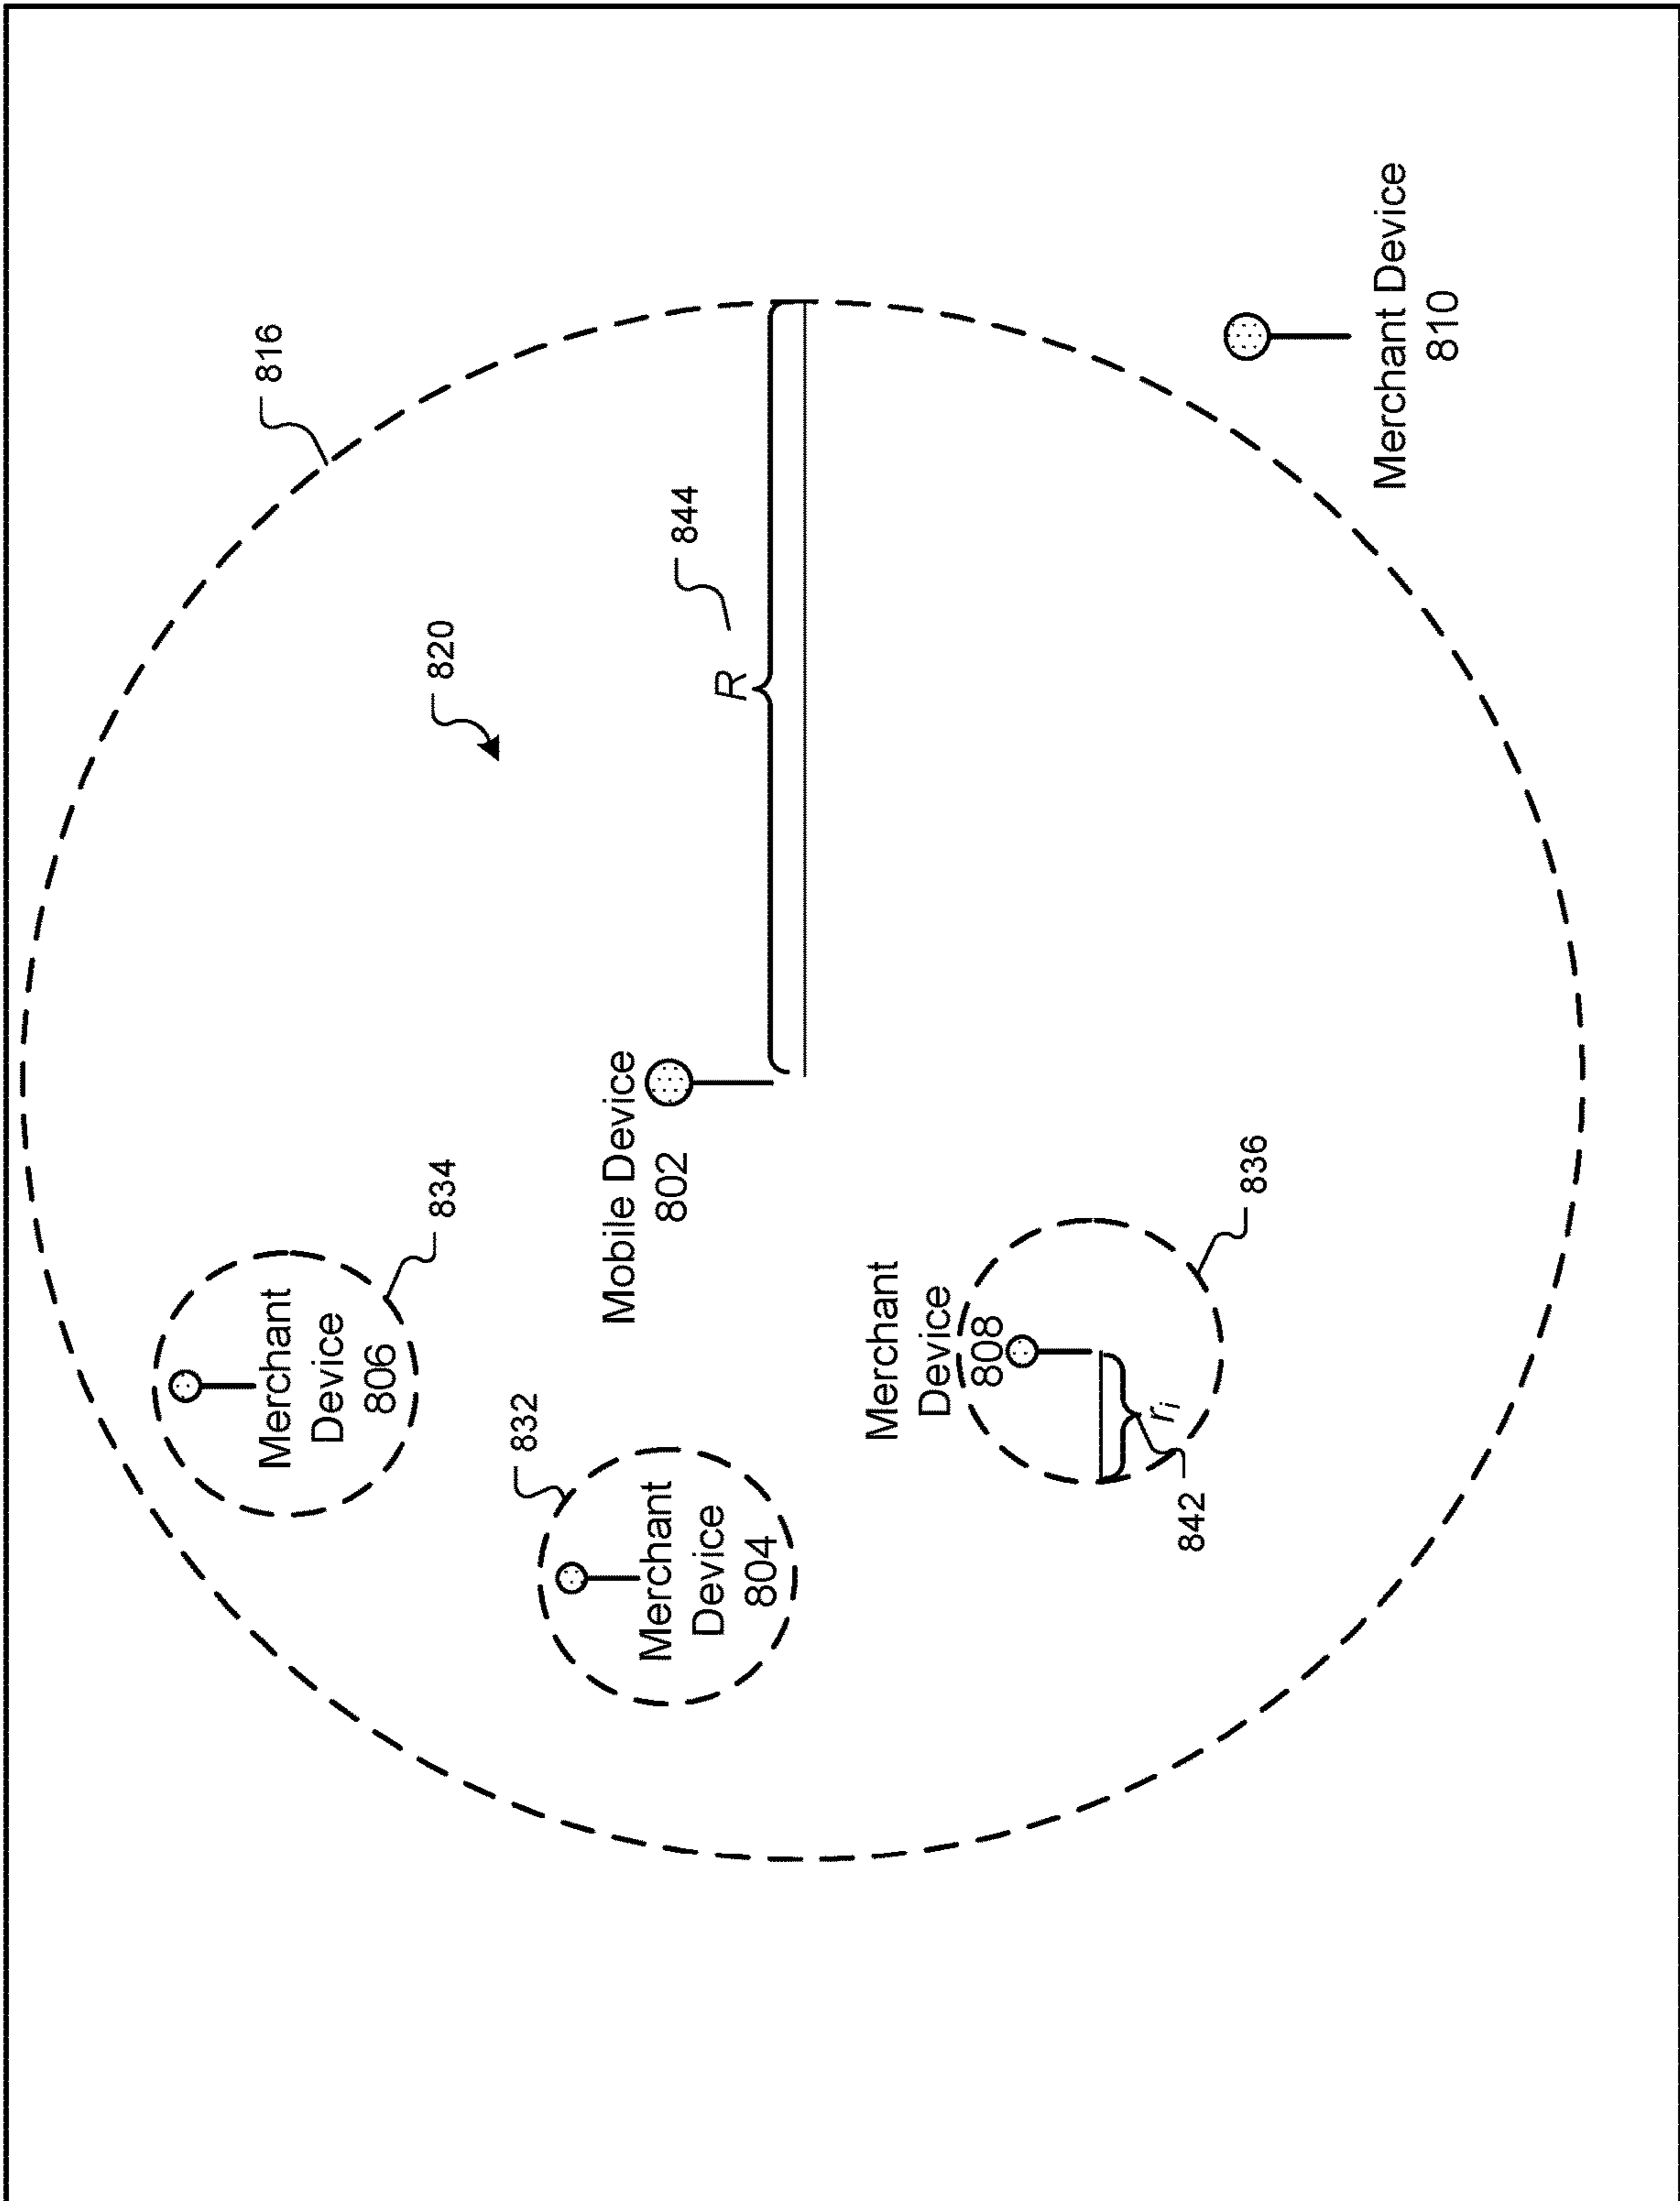 816
820
844
R
Mobile Device
802
834
Merchant
Device
806
832
Merchant
Device
804
Merchant
Device
808
836
r_i
842
Merchant Device
810